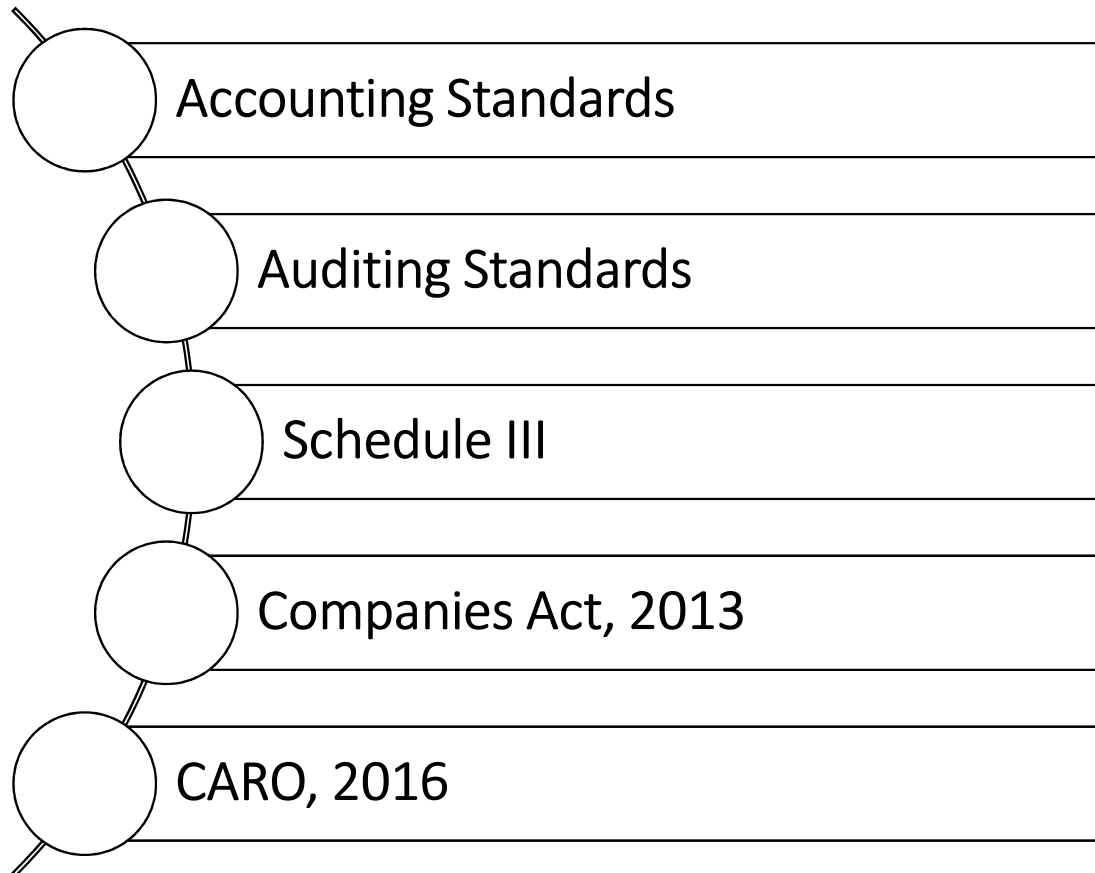 Accounting Standards
Auditing Standards
Schedule III
Companies Act, 2013
CARO, 2016